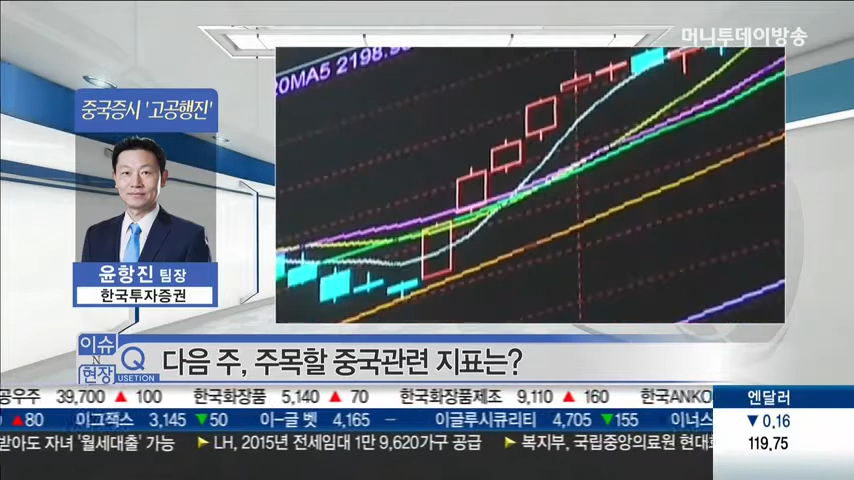 머니투데이방송
20MA5 2198.98
중국증시 '고공행진'
윤항진 팀장
한국투자증권
이슈
N
현장
Q
USETION
다음 주, 주목할 중국관련 지표는?
공우주 39,700 ▲ 100 한국화장품 5,140 ▲ 70 한국화장품제조 9,110 ▲ 160 한국ANKO
▲80 이그잭스 3,145 ▼50 이-글 벳 4,165 – 이글루시큐리티 4,705 ▼155 이너스
받아도 자녀 '월세대출' 가능 ▶ LH, 2015년 전세임대 1만 9,620가구 공급 ▶ 복지부, 국립중앙의료원 현대화
엔달러
▼ 0.16
119.75